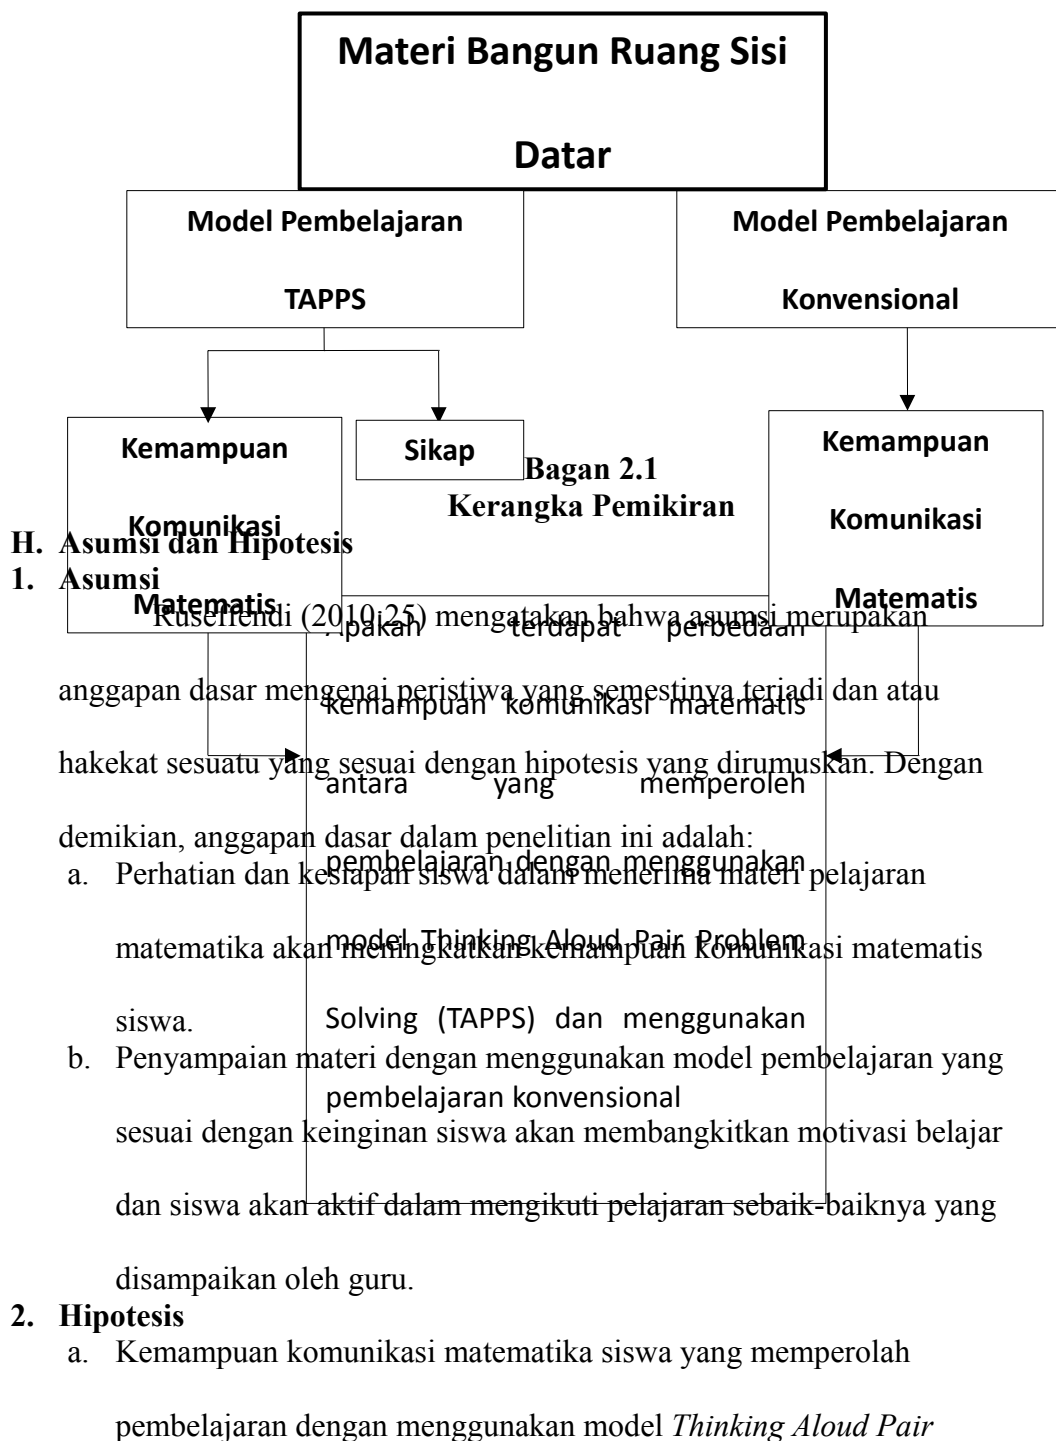 Materi Bangun Ruang Sisi
Datar
Model Pembelajaran
TAPPS
Model Pembelajaran
Konvensional
Kemampuan
Komunikasi
Matematis
Sikap
Kemampuan
Komunikasi
Matematis
Bagan 2.1
Kerangka Pemikiran
Apakah terdapat perbedaan
kemampuan komunikasi matematis
antara yang memperoleh
pembelajaran dengan menggunakan
model Thinking Aloud Pair Problem
Solving (TAPPS) dan menggunakan
pembelajaran konvensional
H. Asumsi dan Hipotesis
1. Asumsi
Ruseffendi (2010:25) mengatakan bahwa asumsi merupakan
anggapan dasar mengenai peristiwa yang semestinya terjadi dan atau
hakekat sesuatu yang sesuai dengan hipotesis yang dirumuskan. Dengan
demikian, anggapan dasar dalam penelitian ini adalah:
a. Perhatian dan kesiapan siswa dalam menerima materi pelajaran
matematika akan meningkatkan kemampuan komunikasi matematis
siswa.
b. Penyampaian materi dengan menggunakan model pembelajaran yang
sesuai dengan keinginan siswa akan membangkitkan motivasi belajar
dan siswa akan aktif dalam mengikuti pelajaran sebaik-baiknya yang
disampaikan oleh guru.
2. Hipotesis
a. Kemampuan komunikasi matematika siswa yang memperolah
pembelajaran dengan menggunakan model Thinking Aloud Pair